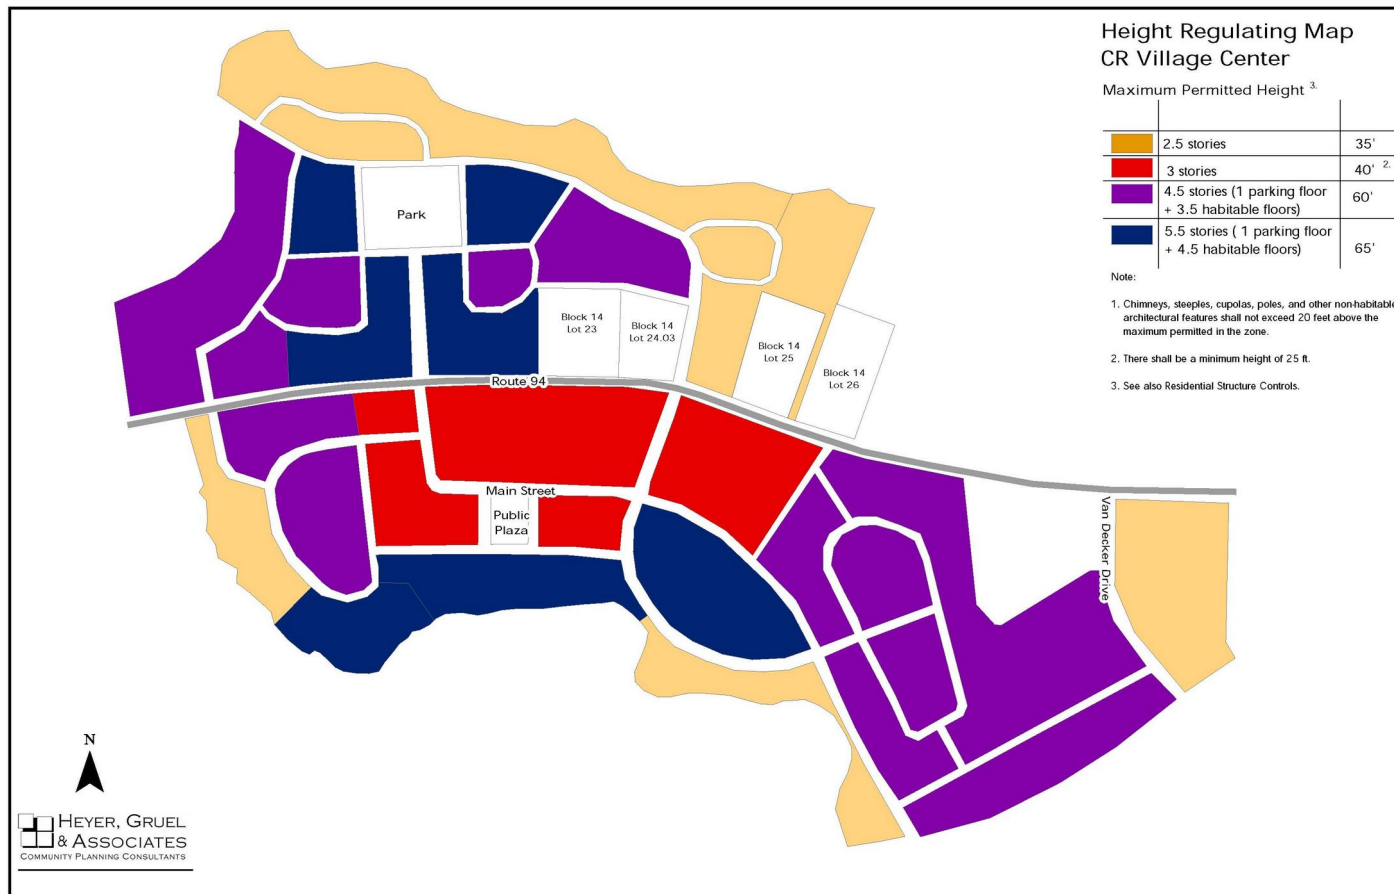 Height Regulating Map
CR Village Center
Maximum Permitted Height 3.
2.5 stories 35'
3 stories 40' 2.
4.5 stories (1 parking floor
+ 3.5 habitable floors) 60'
5.5 stories ( 1 parking floor
+ 4.5 habitable floors) 65'
Note:
1. Chimneys, steeples, cupolas, poles, and other non-habitable
architectural features shall not exceed 20 feet above the
maximum permitted in the zone.
2. There shall be a minimum height of 25 ft.
3. See also Residential Structure Controls.
Park
Block 14
Lot 23
Block 14
Lot 24.03
Block 14
Lot 25
Block 14
Lot 26
Route 94
Main Street
Public
Plaza
Van Decker Drive
N
HEYER, GRUEL
& ASSOCIATES
COMMUNITY PLANNING CONSULTANTS